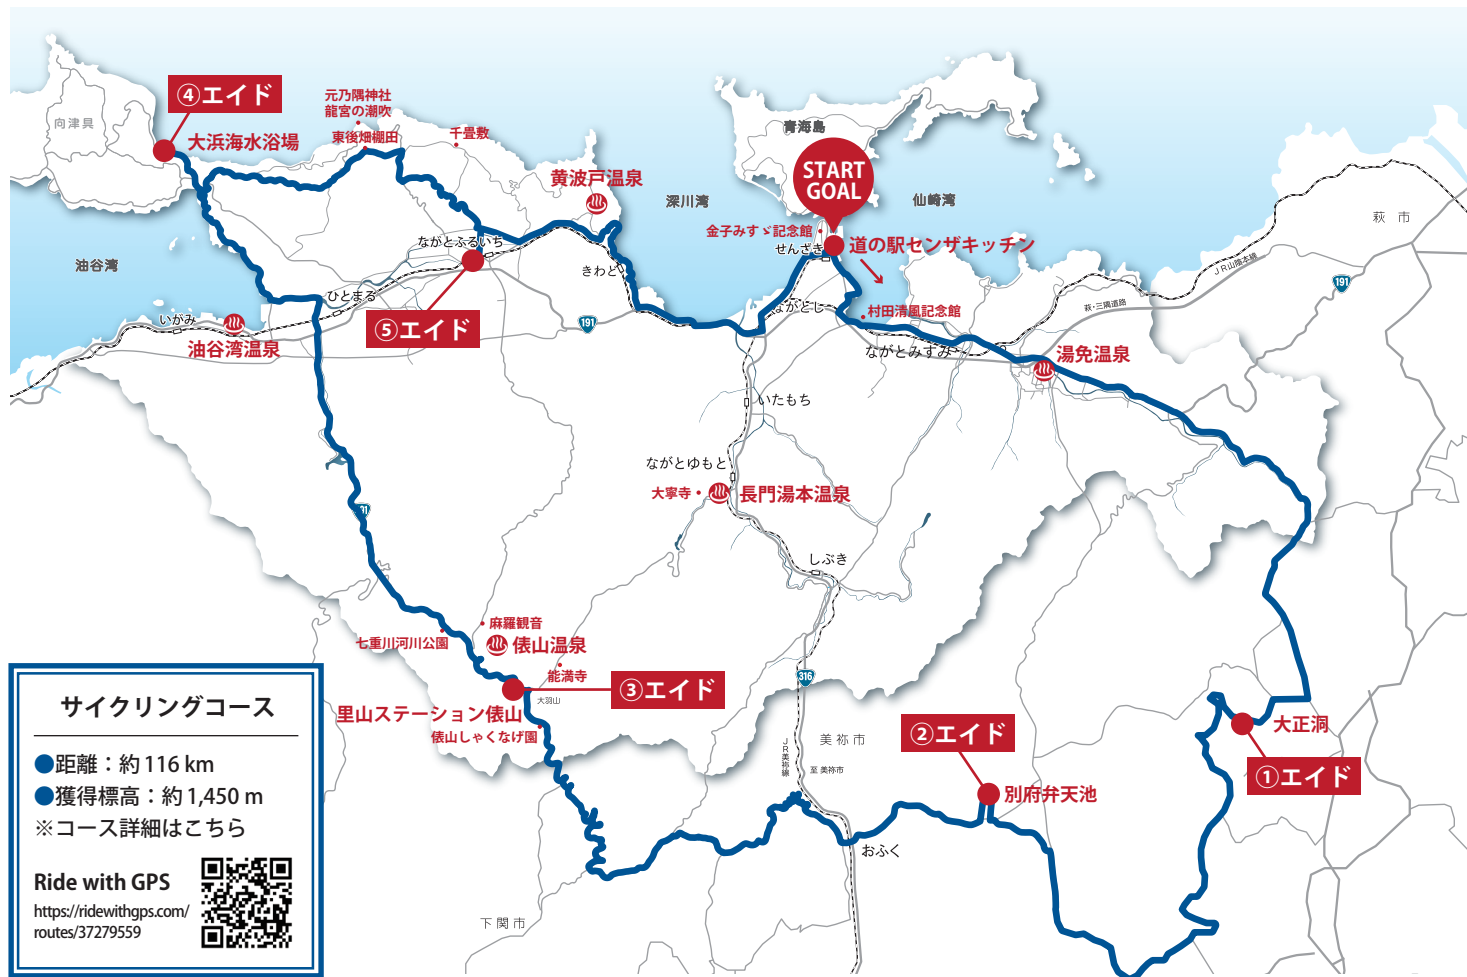 ④エイド
大浜海水浴場
向津具
元乃隅神社
龍宮の潮吹
東後畑棚田
千畳敷
黄波戸温泉
深川湾
青海島
START
GOAL
仙崎湾
金子みすゞ記念館
せんざき
道の駅センザキッチン
萩市
JR山陰本線
191
萩・三隅道路
油谷湾
ながとふるいち
きわど
ひとまる
いがみ
油谷湾温泉
⑤エイド
191
ながとし
村田清風記念館
ながとみすみ
湯免温泉
いたもち
ながとゆもと
大寧寺
長門湯本温泉
しぶき
麻羅観音
七重川河川公園
俵山温泉
能満寺
③エイド
大羽山
里山ステーション俵山
俵山しゃくなげ園
316
JR美祢線
美祢市
至 美祢市
②エイド
別府弁天池
大正洞
①エイド
おふく
下関市
サイクリングコース
●距離：約 116 km
●獲得標高：約 1,450 m
※コース詳細はこちら
Ride with GPS
https://ridewithgps.com/
routes/37279559